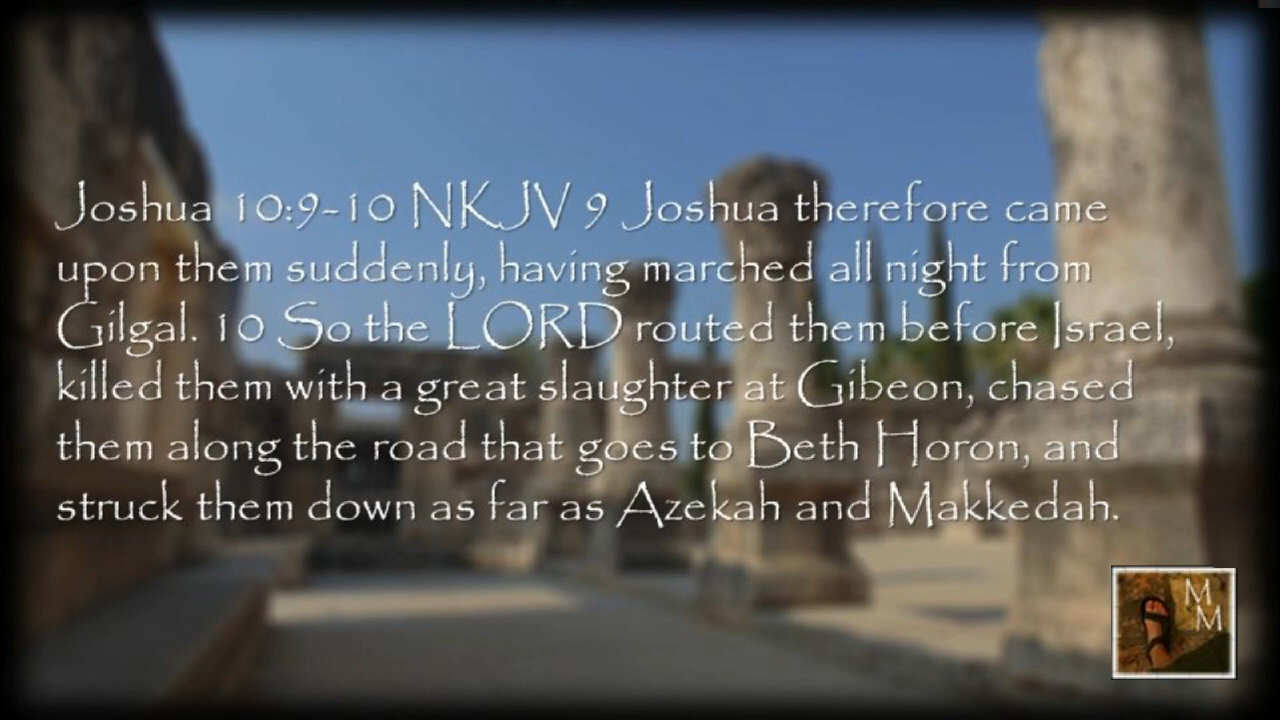 Joshua 10:9-10 NKJV 9 Joshua therefore came
upon them suddenly, having marched all night from
Gilgal. 10 So the LORD routed them before Israel,
killed them with a great slaughter at Gibeon, chased
them along the road that goes to Beth Horon, and
struck them down as far as Azekah and Makkedah.
M
M